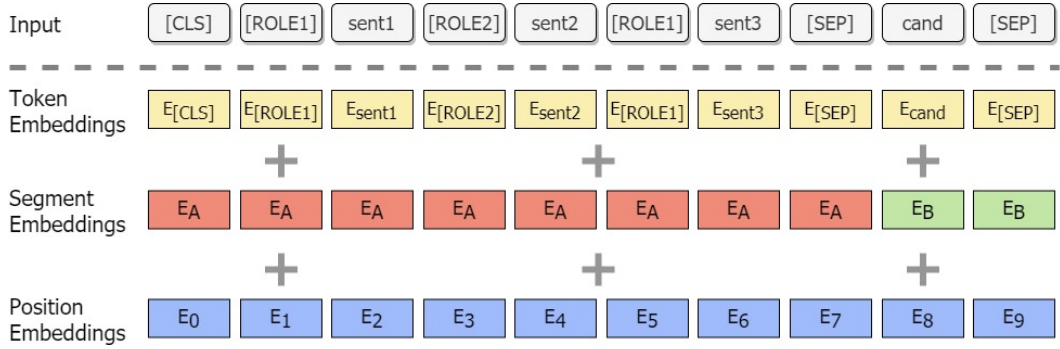 Input [CLS] [ROLE1] sent1 [ROLE2] sent2 [ROLE1] sent3 [SEP] cand [SEP]
Token
Embeddings
E[CLS] E[ROLE1] Esent1 E[ROLE2] Esent2 E[ROLE1] Esent3 E[SEP] Ecand E[SEP]
+ + +
Segment
Embeddings
EA EA EA EA EA EA EA EA EB EB
+ + +
Position
Embeddings
E0 E1 E2 E3 E4 E5 E6 E7 E8 E9